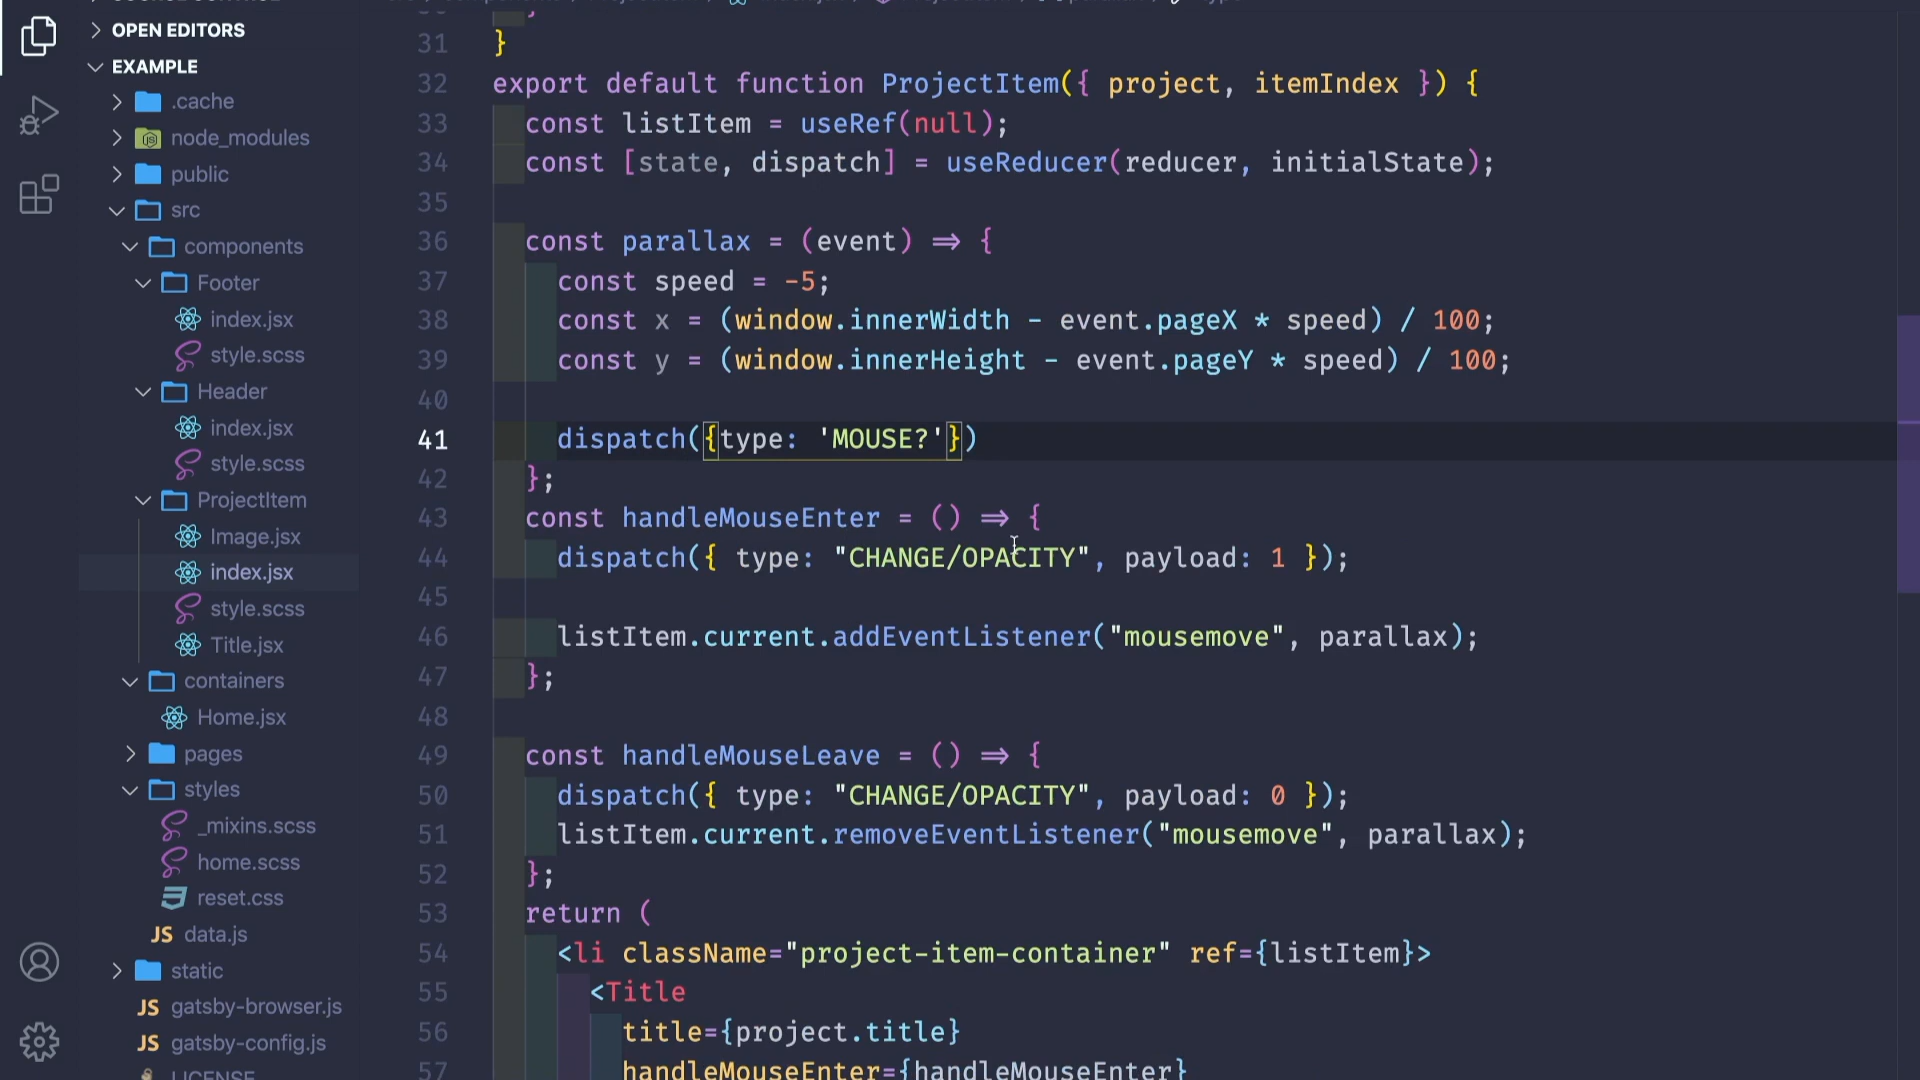 OPEN EDITORS
EXAMPLE
.cache
node_modules
public
src
components
Footer
index.jsx
style.scss
Header
index.jsx
style.scss
ProjectItem
Image.jsx
index.jsx
style.scss
Title.jsx
containers
Home.jsx
pages
styles
_mixins.scss
home.scss
reset.css
JS data.js
static
JS gatsby-browser.js
JS gatsby-config.js
LICENSE
31 }
32 export default function ProjectItem({ project, itemIndex }) {
33 const listItem = useRef(null);
34 const [state, dispatch] = useReducer(reducer, initialState);
35
36 const parallax = (event) => {
37 const speed = -5;
38 const x = (window.innerWidth - event.pageX * speed) / 100;
39 const y = (window.innerHeight - event.pageY * speed) / 100;
40
41 dispatch({type: 'MOUSE?'})
42 };
43 const handleMouseEnter = () => {
44 dispatch({ type: "CHANGE/OPACITY", payload: 1 });
45
46 listItem.current.addEventListener("mousemove", parallax);
47 };
48
49 const handleMouseLeave = () => {
50 dispatch({ type: "CHANGE/OPACITY", payload: 0 });
51 listItem.current.removeEventListener("mousemove", parallax);
52 };
53 return (
54 <li className="project-item-container" ref={listItem}>
55 <Title
56 title={project.title}
57 handleMouseEnter={handleMouseEnter}